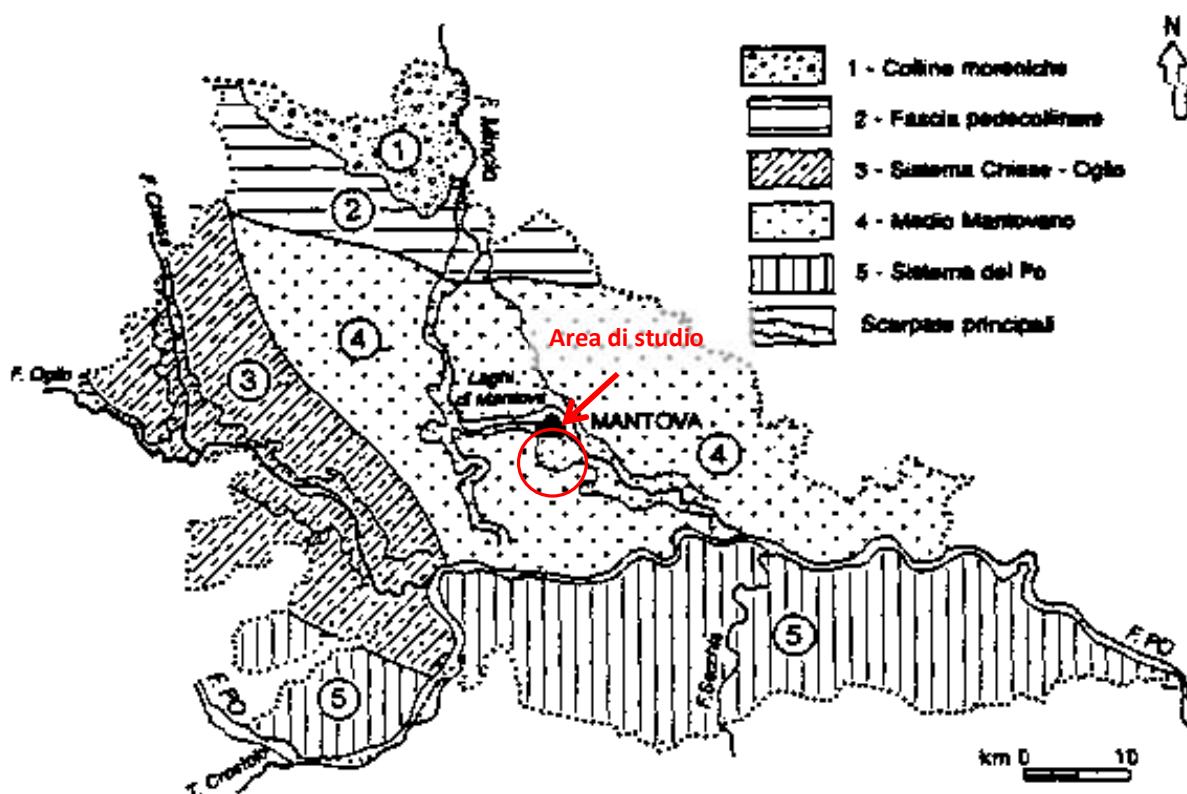 N
1 - Colline moreniche
2 - Fascia pedecollinare
3 - Sistema Chiese - Oglio
4 - Medio Mantovano
5 - Sistema del Po
Scarpate principali
F. Mincio
1
2
F. Chiese
Area di studio
4
3
F. Oglio
Laghi
di Mantova
MANTOVA
4
5
F. Secchia
F. PO
5
F. PO
T. Crostolo
km 0 10